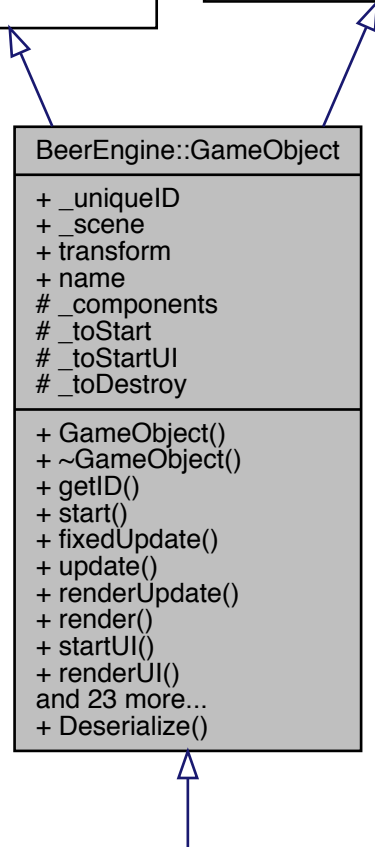 BeerEngine::GameObject
+ _uniqueID
+ _scene
+ transform
+ name
# _components
# _toStart
# _toStartUI
# _toDestroy
+ GameObject()
+ ~GameObject()
+ getID()
+ start()
+ fixedUpdate()
+ update()
+ renderUpdate()
+ render()
+ startUI()
+ renderUI()
and 23 more...
+ Deserialize()